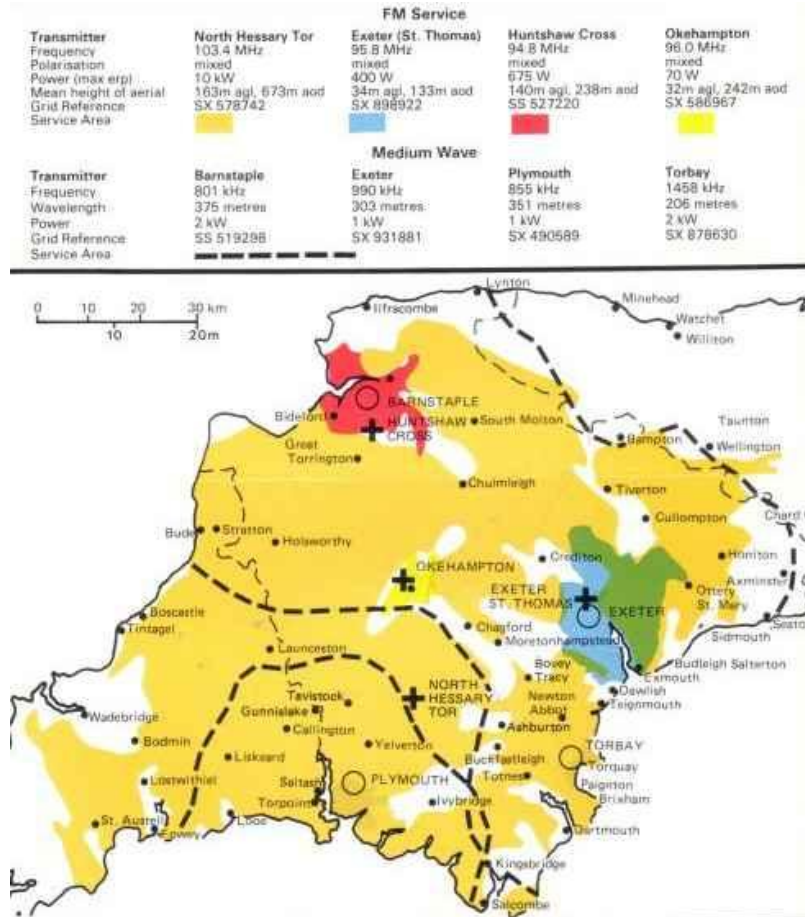 FM Service
Transmitter North Hessary Tor Exeter (St. Thomas) Huntshaw Cross Okehampton
Frequency 103.4 MHz 95.8 MHz 94.8 MHz 96.0 MHz
Polarisation mixed mixed mixed mixed
Power (max erp) 10 kW 400 W 675 W 70 W
Mean height of aerial 163m agl, 673m aod 34m agl, 133m aod 140m agl, 238m aod 32m agl, 242m aod
Grid Reference SX 578742 SX 898922 SS 527220 SX 586967
Service Area
Medium Wave
Transmitter Barnstaple Exeter Plymouth Torbay
Frequency 801 kHz 990 kHz 855 kHz 1458 kHz
Wavelength 375 metres 303 metres 351 metres 206 metres
Power 2 kW 1 kW 1 kW 2 kW
Grid Reference SS 519298 SX 931881 SX 490589 SX 878630
Service Area
0 10 20 30 km
10 20m
Lynton
Ilfracombe
Minehead
Watchet
Williton
BARNSTAPLE
Bideford
HUNTSHAW
CROSS
South Molton
Taunton
Bampton
Wellington
Great
Torrington
Chulmleigh
Tiverton
Cullompton
Chard
Bude
Stratton
Holsworthy
Crediton
Honiton
OKEHAMPTON
Axminster
EXETER
ST. THOMAS
EXETER
Ottery
St. Mary
Boscastle
Tintagel
Chagford
Moretonhampstead
Seaton
Sidmouth
Launceston
Bovey
Tracy
Budleigh Salterton
Exmouth
Dawlish
Teignmouth
NORTH
HESSARY
TOR
Tavistock
Gunnislake
Newton
Abbot
Wadebridge
Callington
Ashburton
Bodmin
Yelverton
TORBAY
Liskeard
Buckfastleigh
Torquay
Lostwithiel
Saltash
PLYMOUTH
Totnes
Paignton
Torpoint
Ivybridge
Brixham
St. Austell
Fowey
Looe
Dartmouth
Kingsbridge
Salcombe